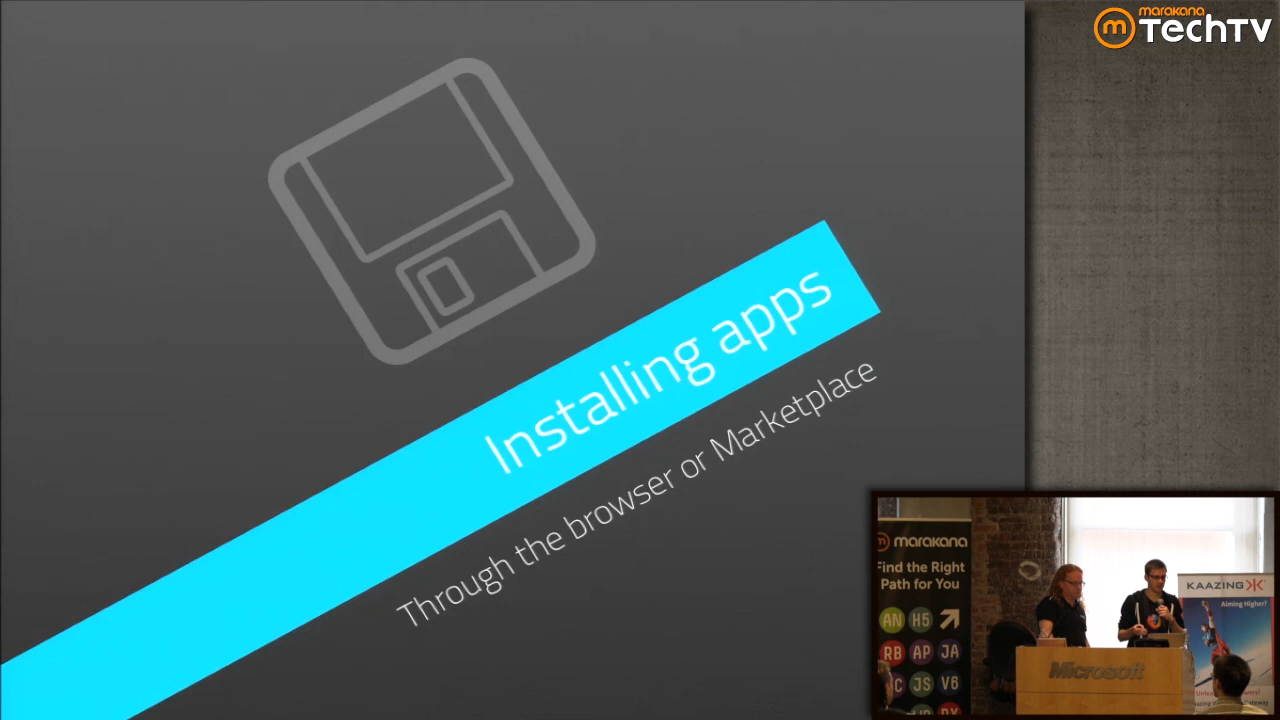 marakana
m TechTV
Installing apps
Through the browser or Marketplace
m marakana
Find the Right
Path for You
AN H5
RB AP JA
JS V6
Microsoft
KAAZING
Aiming Higher?